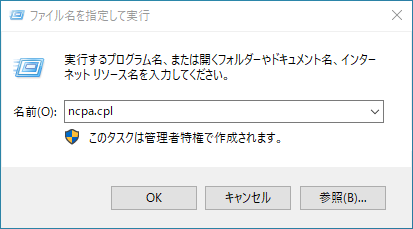 ファイル名を指定して実行
実行するプログラム名、または開くフォルダーやドキュメント名、インター
ネット リソース名を入力してください。
名前(O): ncpa.cpl
このタスクは管理者特権で作成されます。
OK キャンセル 参照(B)...